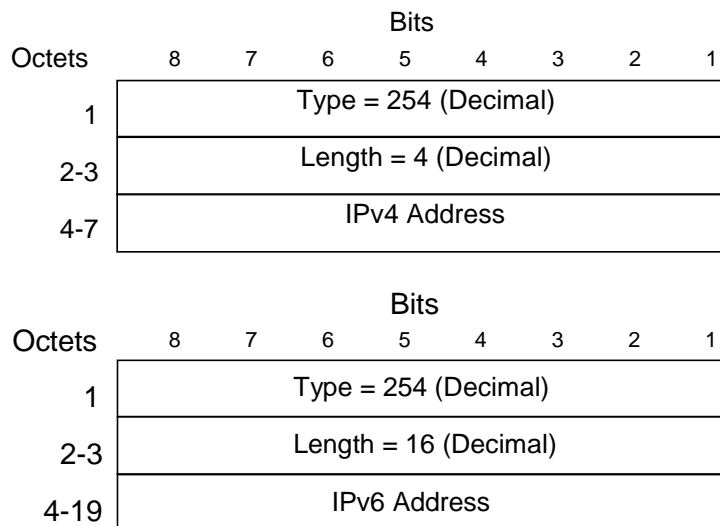 Bits
Octets 8 7 6 5 4 3 2 1
1 Type = 254 (Decimal)
2-3 Length = 4 (Decimal)
4-7 IPv4 Address
Bits
Octets 8 7 6 5 4 3 2 1
1 Type = 254 (Decimal)
2-3 Length = 16 (Decimal)
4-19 IPv6 Address